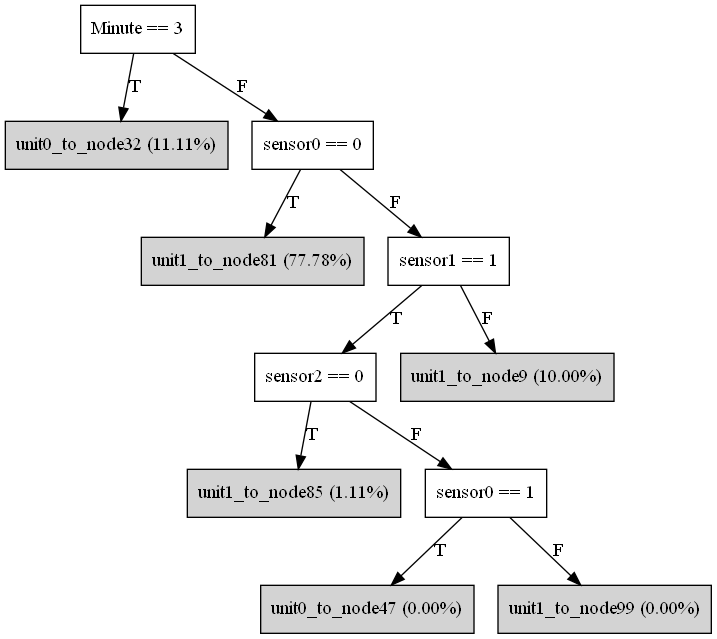 Minute == 3
T
F
unit0_to_node32 (11.11%)
sensor0 == 0
T
F
unit1_to_node81 (77.78%)
sensor1 == 1
T
F
sensor2 == 0
unit1_to_node9 (10.00%)
T
F
unit1_to_node85 (1.11%)
sensor0 == 1
T
F
unit0_to_node47 (0.00%)
unit1_to_node99 (0.00%)